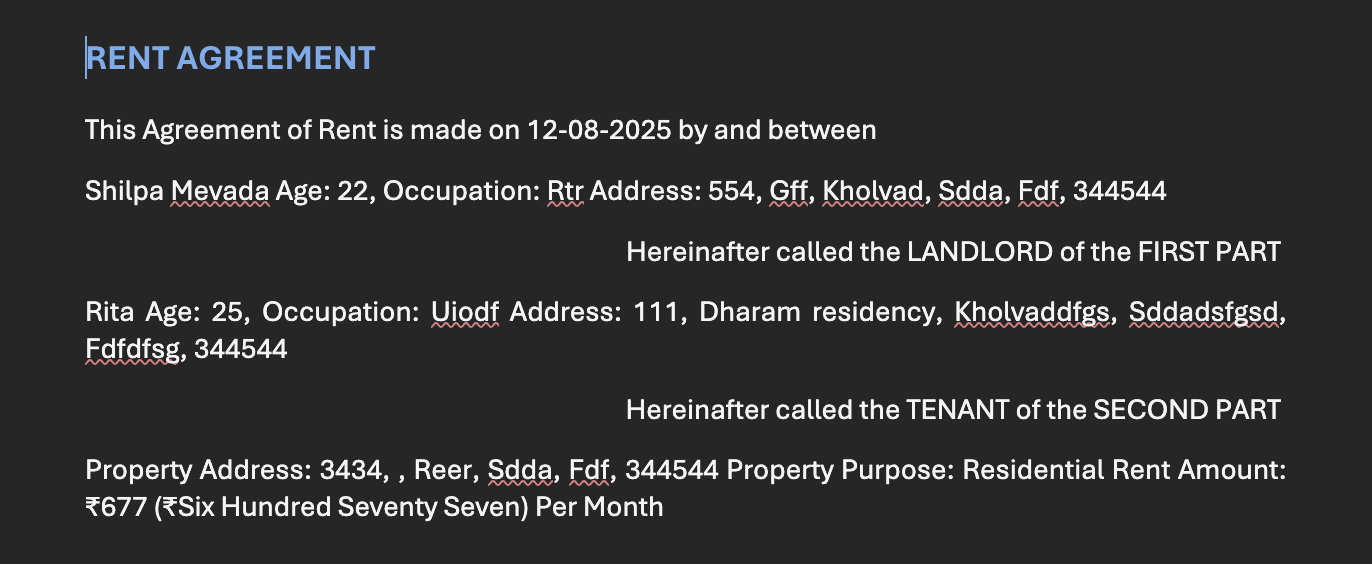 RENT AGREEMENT
This Agreement of Rent is made on 12-08-2025 by and between
Shilpa Mevada Age: 22, Occupation: Rtr Address: 554, Gff, Kholvad, Sdda, Fdf, 344544
Hereinafter called the LANDLORD of the FIRST PART
Rita Age: 25, Occupation: Uiodf Address: 111, Dharam residency, Kholvaddfgs, Sddadsfgsd,
Fdfdfsg, 344544
Hereinafter called the TENANT of the SECOND PART
Property Address: 3434, , Reer, Sdda, Fdf, 344544 Property Purpose: Residential Rent Amount:
₹677 (₹Six Hundred Seventy Seven) Per Month